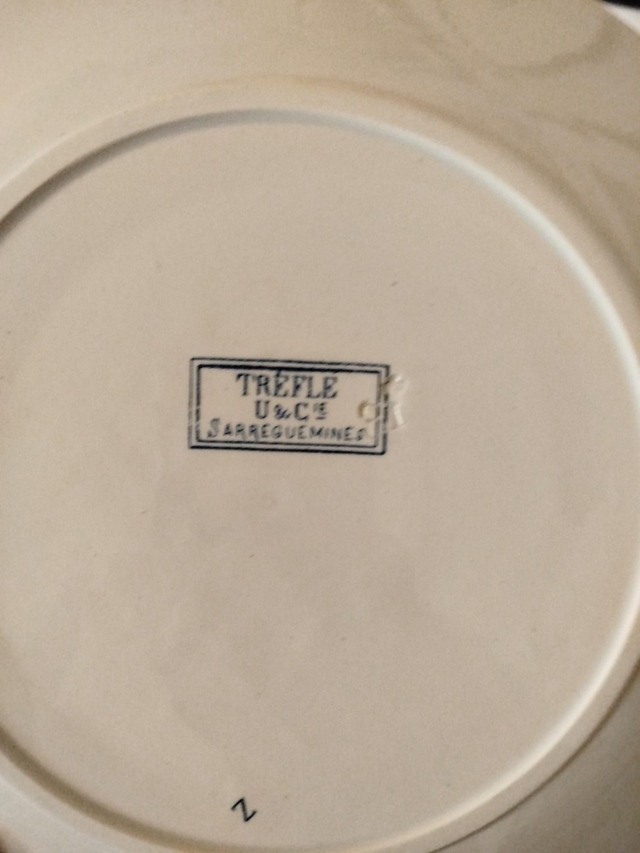 TRÈFLE
U & Cie
SARREGUEMINES
Z